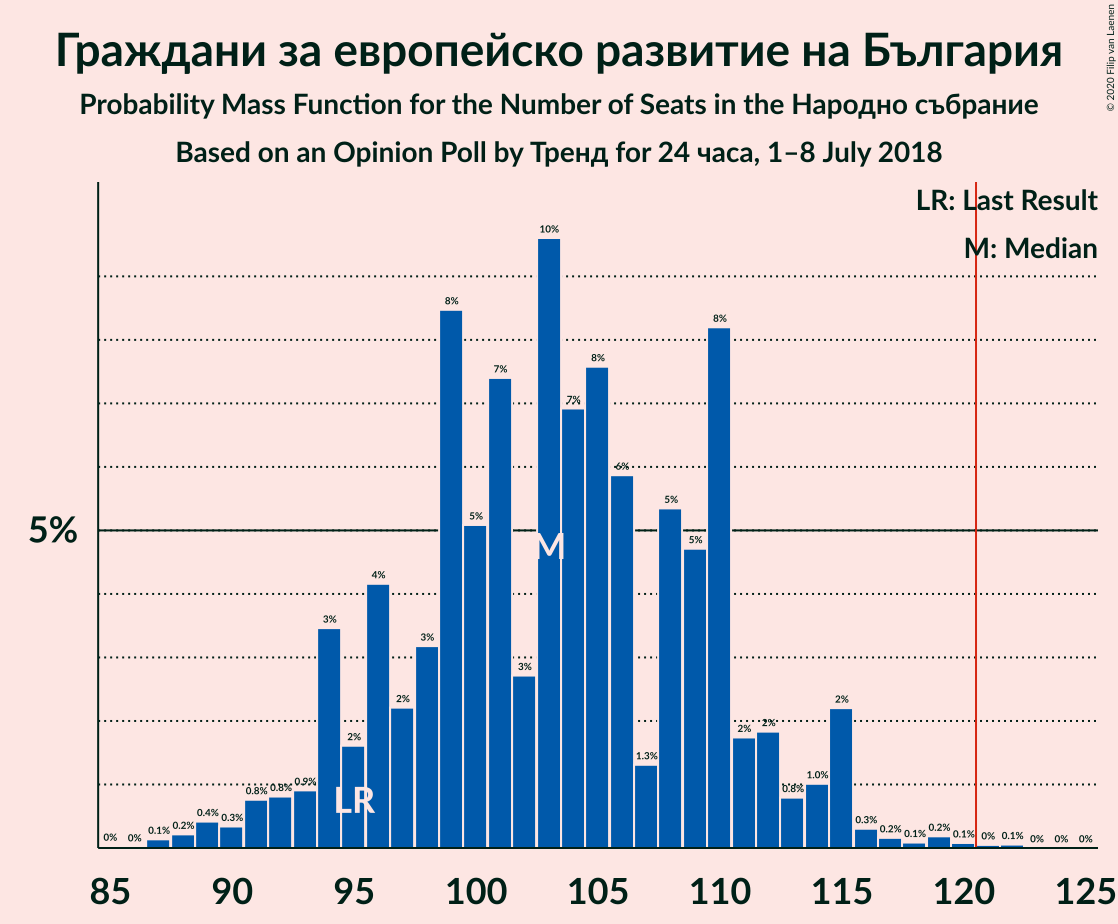 Граждани за европейско развитие на България
Probability Mass Function for the Number of Seats in the Народно събрание
Based on an Opinion Poll by Тренд for 24 часа, 1–8 July 2018
© 2020 Filip van Laenen
LR: Last Result
M: Median
5%
0% 0% 0.1% 0.2% 0.4% 0.3% 0.8% 0.8% 0.9% 3% 2% 4% 2% 3% 8% 5% 7% 3% 10% 7% 8% 6% 1.3% 5% 5% 8% 2% 2% 0.8% 1.0% 2% 0.3% 0.2% 0.1% 0.2% 0.1% 0% 0.1% 0% 0% 0%
M
LR
85 90 95 100 105 110 115 120 125